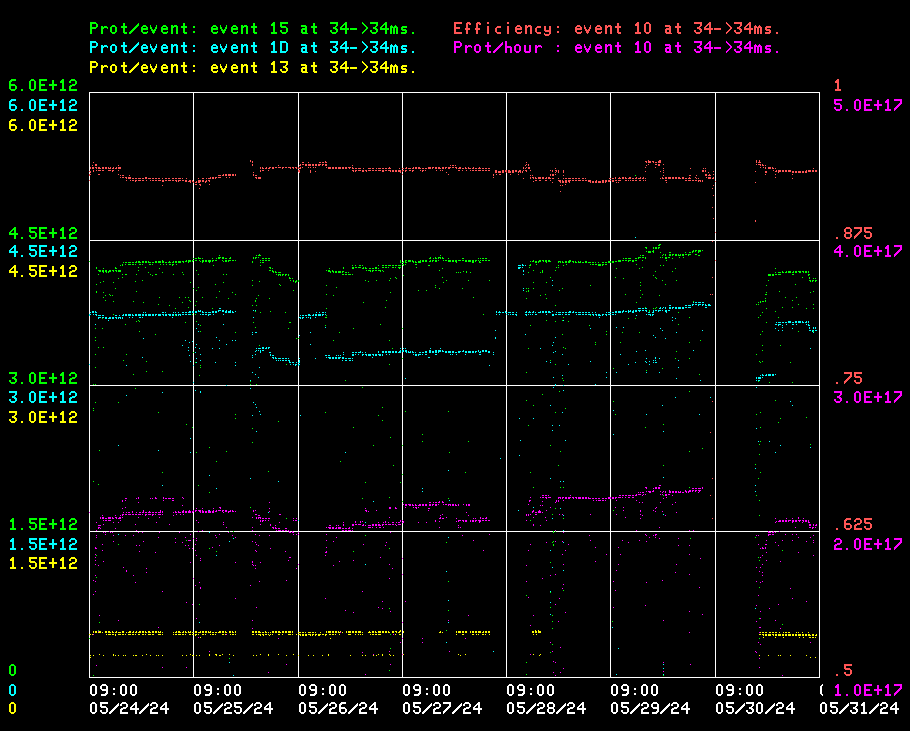 Prot/event: event 15 at 34->34ms. Efficiency: event 10 at 34->34ms.
Prot/event: event 1D at 34->34ms. Prot/hour : event 10 at 34->34ms.
Prot/event: event 13 at 34->34ms.
6.0E+12 1
6.0E+12 5.0E+17
6.0E+12
4.5E+12 .875
4.5E+12 4.0E+17
4.5E+12
3.0E+12 .75
3.0E+12 3.0E+17
3.0E+12
1.5E+12 .625
1.5E+12 2.0E+17
1.5E+12
0 .5
0 09:00 09:00 09:00 09:00 09:00 09:00 09:00 1.0E+17
0 05/24/24 05/25/24 05/26/24 05/27/24 05/28/24 05/29/24 05/30/24 05/31/24